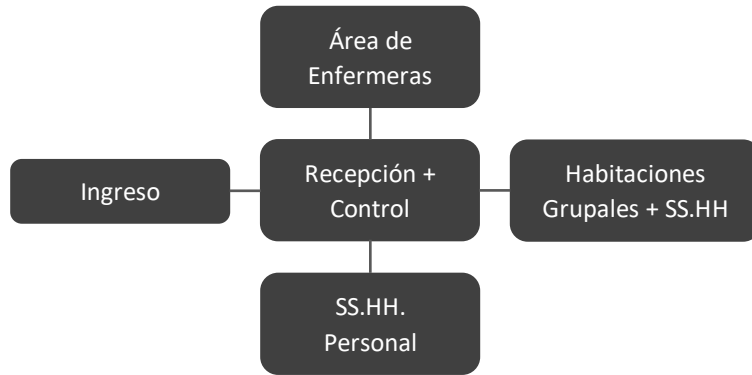 Área de
Enfermeras
Ingreso
Recepción +
Control
Habitaciones
Grupales + SS.HH
SS.HH.
Personal